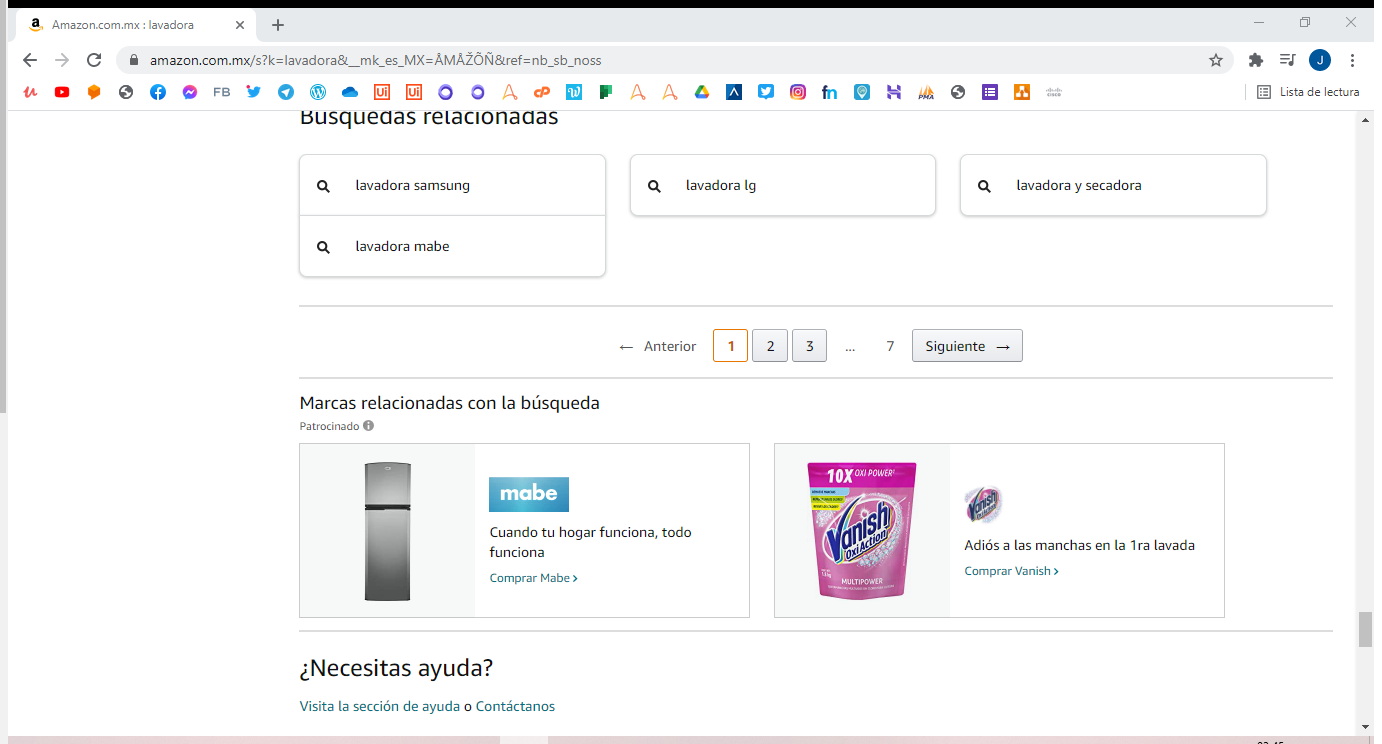 Amazon.com.mx : lavadora
amazon.com.mx/s?k=lavadora&__mk_es_MX=ÅMÅŽÕÑ&ref=nb_sb_noss
J
FB
Lista de lectura
Búsquedas relacionadas
lavadora samsung
lavadora lg
lavadora y secadora
lavadora mabe
← Anterior 1 2 3 ... 7 Siguiente →
Marcas relacionadas con la búsqueda
Patrocinado
mabe
Cuando tu hogar funciona, todo
funciona
Comprar Mabe ›
10X OXI POWER!
Vanish
OXI ACTION
MULTIPOWER
Vanish
Adiós a las manchas en la 1ra lavada
Comprar Vanish ›
¿Necesitas ayuda?
Visita la sección de ayuda o Contáctanos